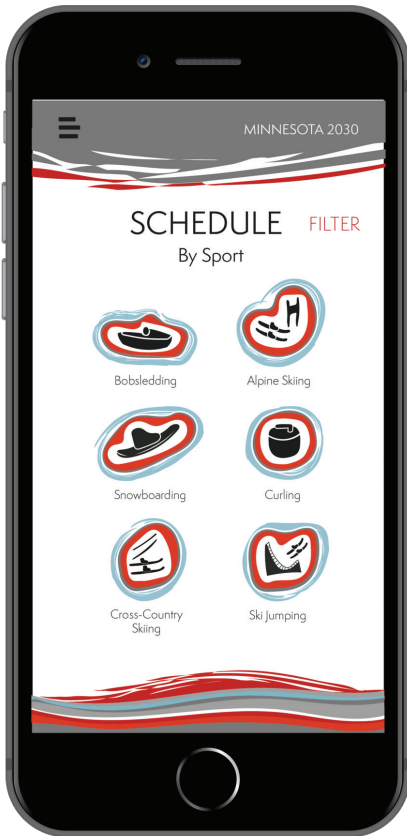 MINNESOTA 2030
SCHEDULE
FILTER
By Sport
Bobsledding
Alpine Skiing
Snowboarding
Curling
Cross-Country
Skiing
Ski Jumping